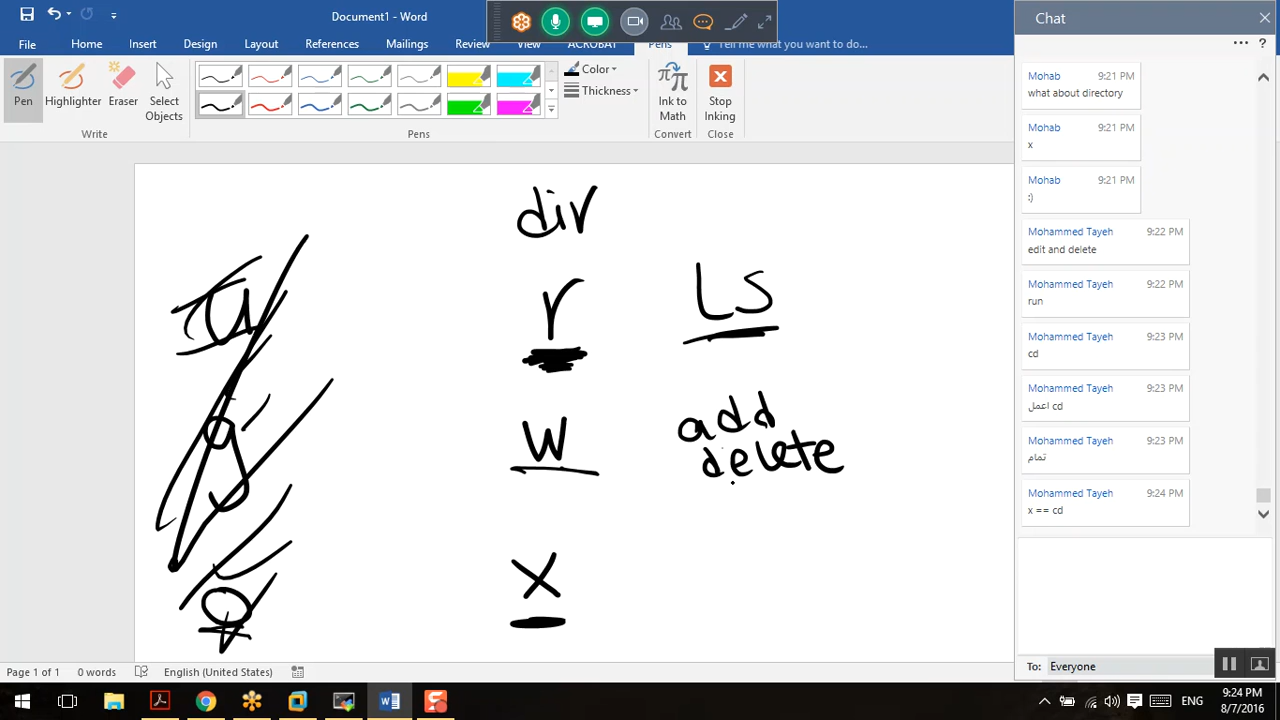 Document1 - Word
File
Home
Insert
Design
Layout
References
Mailings
Review
View
ACROBAT
Pens
Tell me what you want to do...
Pen
Highlighter
Eraser
Select
Objects
Color
Thickness
Ink to
Math
Stop
Inking
Write
Pens
Convert
Close
dir
r
LS
w
add
delete
x
Chat
Mohab 9:21 PM
what about directory
Mohab 9:21 PM
x
Mohab 9:21 PM
:)
Mohammed Tayeh 9:22 PM
edit and delete
Mohammed Tayeh 9:22 PM
run
Mohammed Tayeh 9:23 PM
cd
Mohammed Tayeh 9:23 PM
اعمل cd
Mohammed Tayeh 9:23 PM
تمام
Mohammed Tayeh 9:24 PM
x == cd
To: Everyone
Page 1 of 1
0 words
English (United States)
ENG
9:24 PM
8/7/2016